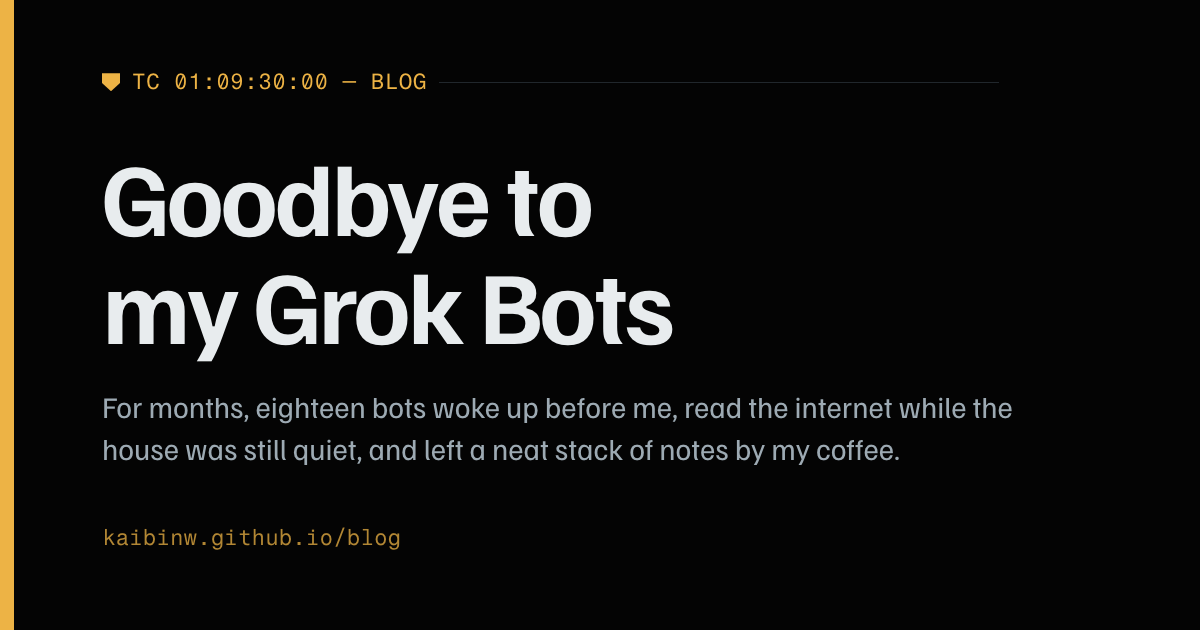 TC 01:09:30:00 — BLOG
Goodbye to
my Grok Bots
For months, eighteen bots woke up before me, read the internet while the
house was still quiet, and left a neat stack of notes by my coffee.
kaibinw.github.io/blog